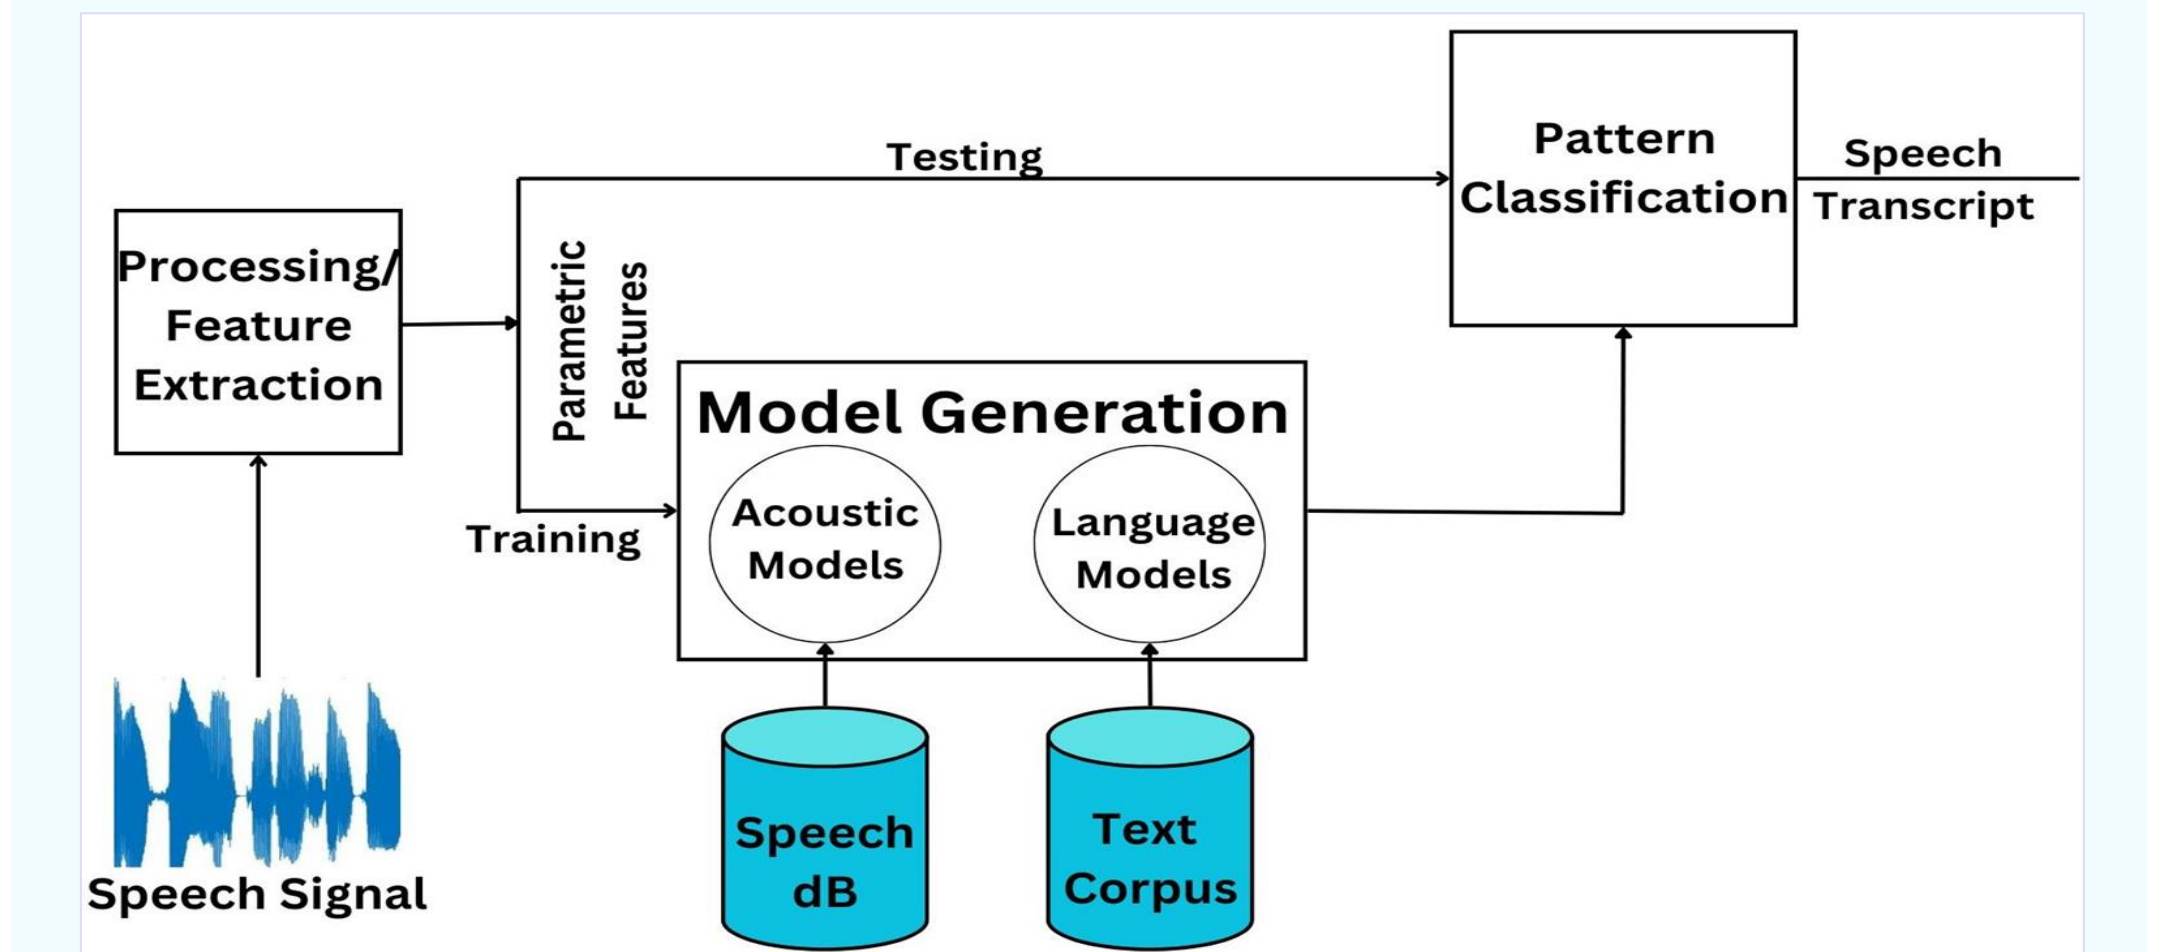 Testing
Pattern
Classification
Speech
Transcript
Processing/
Feature
Extraction
Parametric
Features
Model Generation
Acoustic
Models
Language
Models
Training
Speech
dB
Text
Corpus
Speech Signal